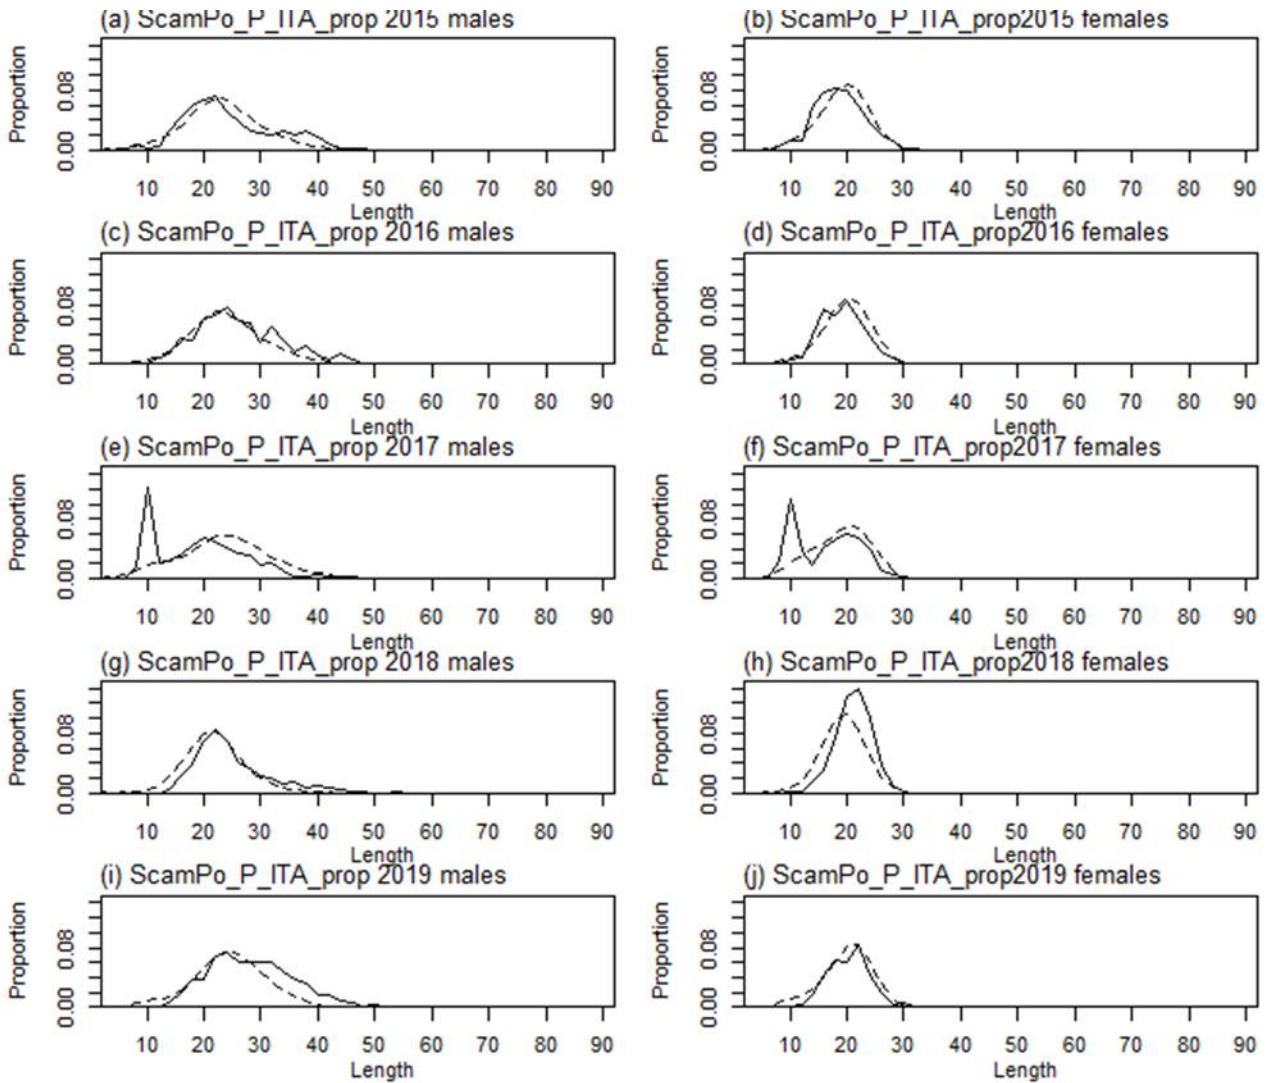 (a) ScamPo_P_ITA_prop 2015 males
Proportion
0.08
0.00
10 20 30 40 50 60 70 80 90
Length
(b) ScamPo_P_ITA_prop2015 females
Proportion
0.08
0.00
10 20 30 40 50 60 70 80 90
Length
(c) ScamPo_P_ITA_prop 2016 males
Proportion
0.08
0.00
10 20 30 40 50 60 70 80 90
Length
(d) ScamPo_P_ITA_prop2016 females
Proportion
0.08
0.00
10 20 30 40 50 60 70 80 90
Length
(e) ScamPo_P_ITA_prop 2017 males
Proportion
0.08
0.00
10 20 30 40 50 60 70 80 90
Length
(f) ScamPo_P_ITA_prop2017 females
Proportion
0.08
0.00
10 20 30 40 50 60 70 80 90
Length
(g) ScamPo_P_ITA_prop 2018 males
Proportion
0.08
0.00
10 20 30 40 50 60 70 80 90
Length
(h) ScamPo_P_ITA_prop2018 females
Proportion
0.08
0.00
10 20 30 40 50 60 70 80 90
Length
(i) ScamPo_P_ITA_prop 2019 males
Proportion
0.08
0.00
10 20 30 40 50 60 70 80 90
Length
(j) ScamPo_P_ITA_prop2019 females
Proportion
0.08
0.00
10 20 30 40 50 60 70 80 90
Length